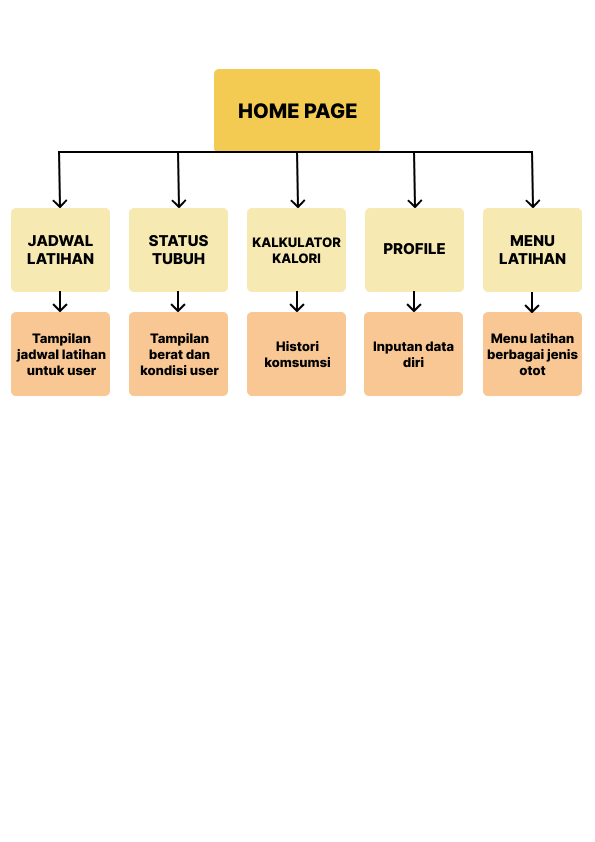 HOME PAGE
JADWAL
LATIHAN
STATUS
TUBUH
KALKULATOR
KALORI
PROFILE
MENU
LATIHAN
Tampilan
jadwal latihan
untuk user
Tampilan
berat dan
kondisi user
Histori
komsumsi
Inputan data
diri
Menu latihan
berbagai jenis
otot